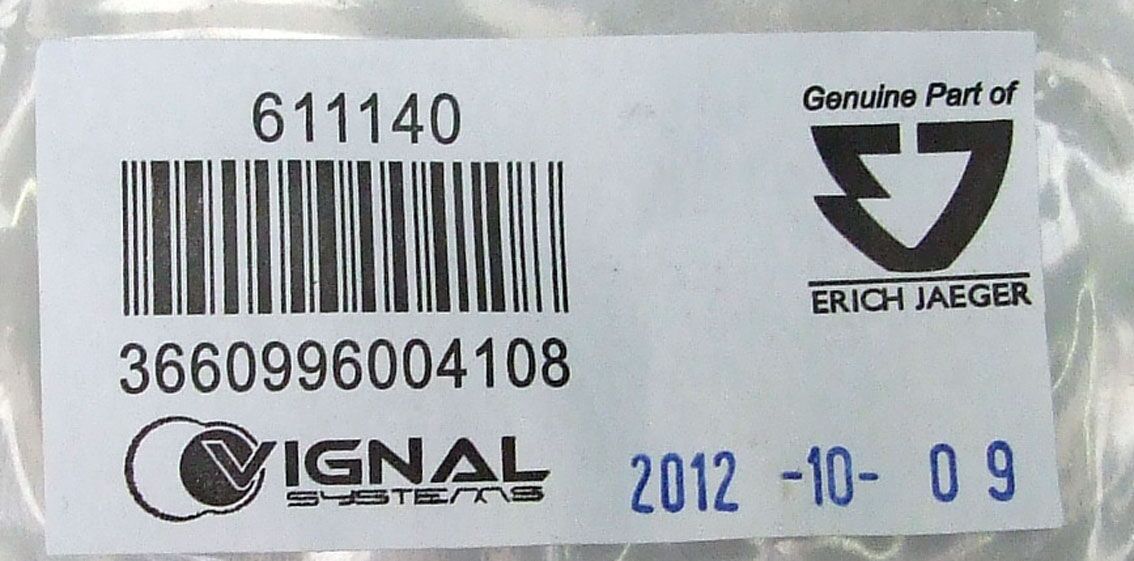 611140
3660996004108
VIGNAL
SYSTEMS
Genuine Part of
ERICH JAEGER
2012 -10- 09